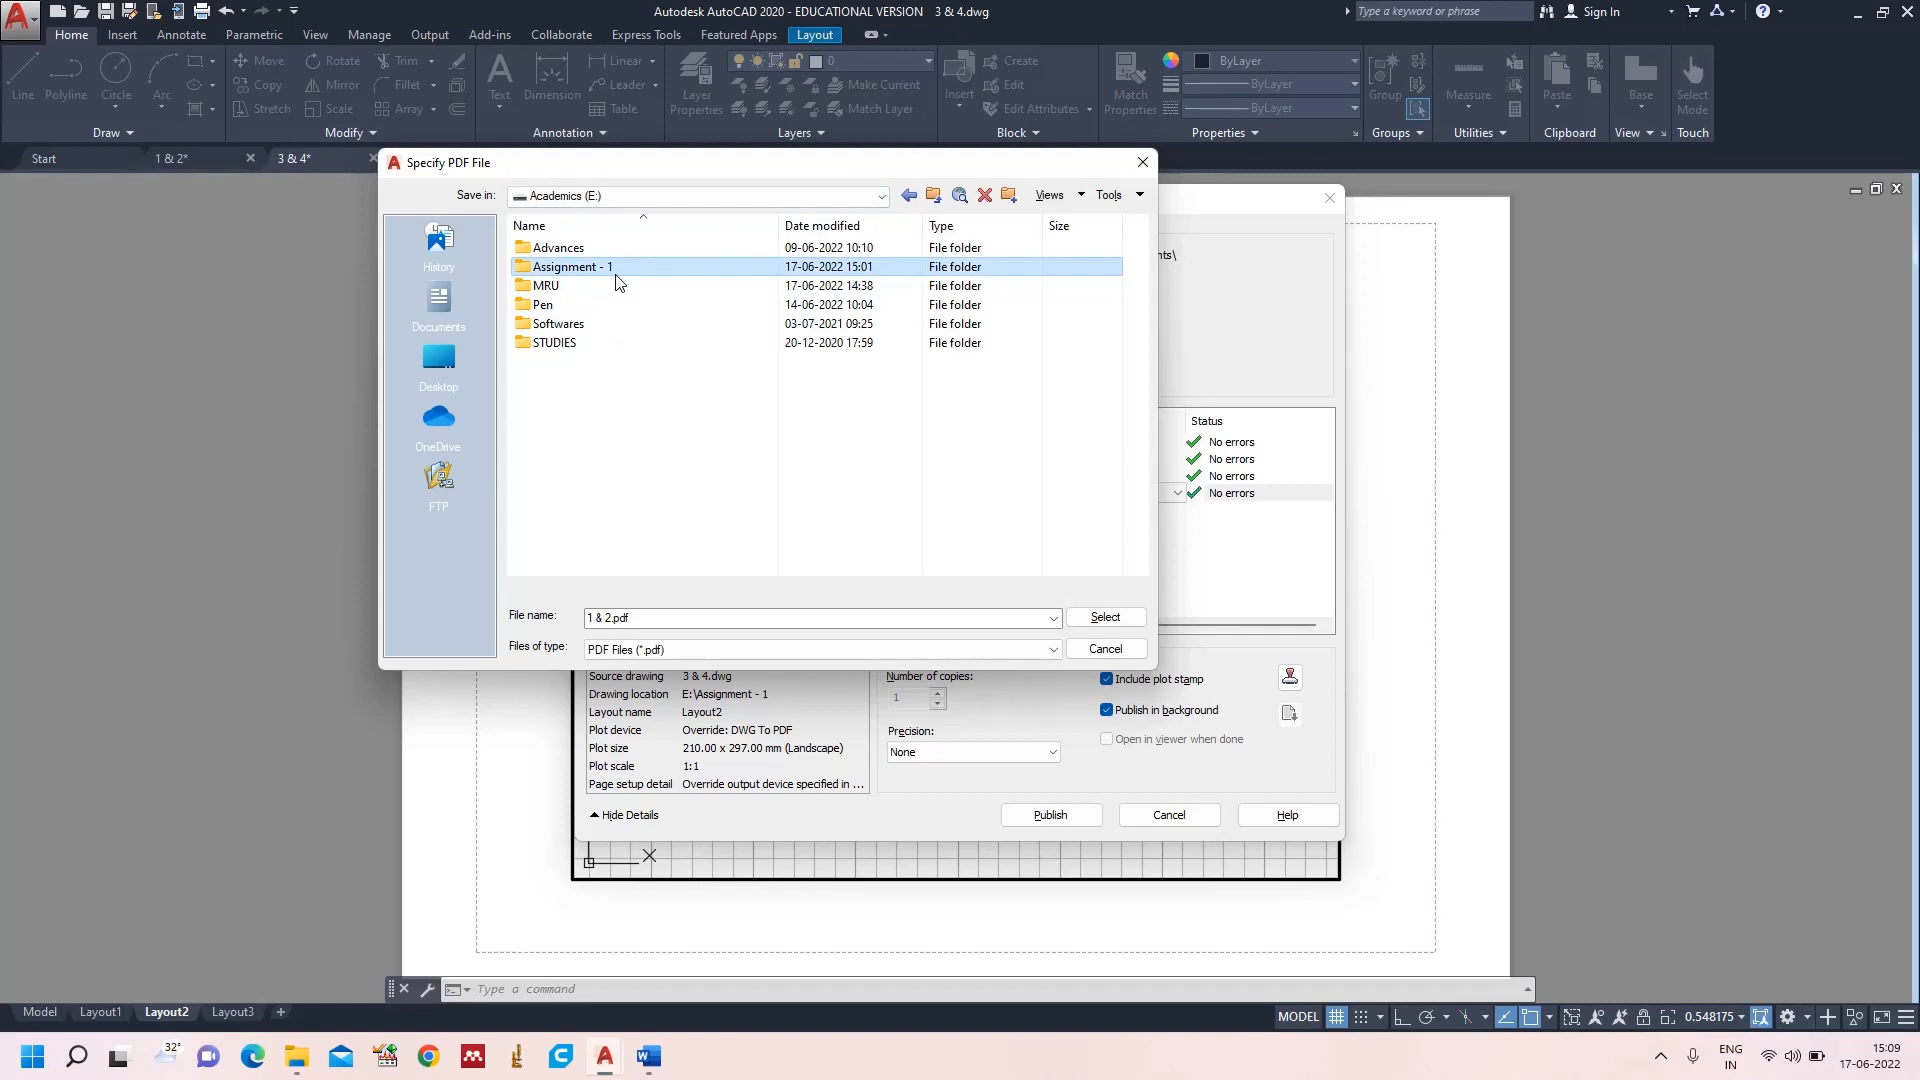 Autodesk AutoCAD 2020 - EDUCATIONAL VERSION 3 & 4.dwg
Type a keyword or phrase
Sign In
Home Insert Annotate Parametric View Manage Output Add-ins Collaborate Express Tools Featured Apps Layout
Line Polyline Circle Arc
Move Rotate Trim
Copy Mirror Fillet
Stretch Scale Array
Text Dimension
Linear
Leader
Table
Layer Properties
0
Make Current
Match Layer
Insert
Create
Edit
Edit Attributes
Match Properties
ByLayer
ByLayer
ByLayer
Group
Measure
Paste
Base
Select Mode
Draw Modify Annotation Layers Block Properties Groups Utilities Clipboard View Touch
Start 1 & 2* 3 & 4*
Specify PDF File
Save in: Academics (E:) Views Tools
Name Date modified Type Size
Advances 09-06-2022 10:10 File folder
Assignment - 1 17-06-2022 15:01 File folder
MRU 17-06-2022 14:38 File folder
Pen 14-06-2022 10:04 File folder
Softwares 03-07-2021 09:25 File folder
STUDIES 20-12-2020 17:59 File folder
History
Documents
Desktop
OneDrive
FTP
File name: 1 & 2.pdf Select
Files of type: PDF Files (*.pdf) Cancel
nts\
Status
No errors
No errors
No errors
No errors
Source drawing 3 & 4.dwg
Drawing location E:\Assignment - 1
Layout name Layout2
Plot device Override: DWG To PDF
Plot size 210.00 x 297.00 mm (Landscape)
Plot scale 1:1
Page setup detail Override output device specified in ...
Number of copies:
1
Precision:
None
Include plot stamp
Publish in background
Open in viewer when done
Hide Details Publish Cancel Help
Type a command
Model Layout1 Layout2 Layout3 +
MODEL 0.548175
32°
ENG
IN
15:09
17-06-2022